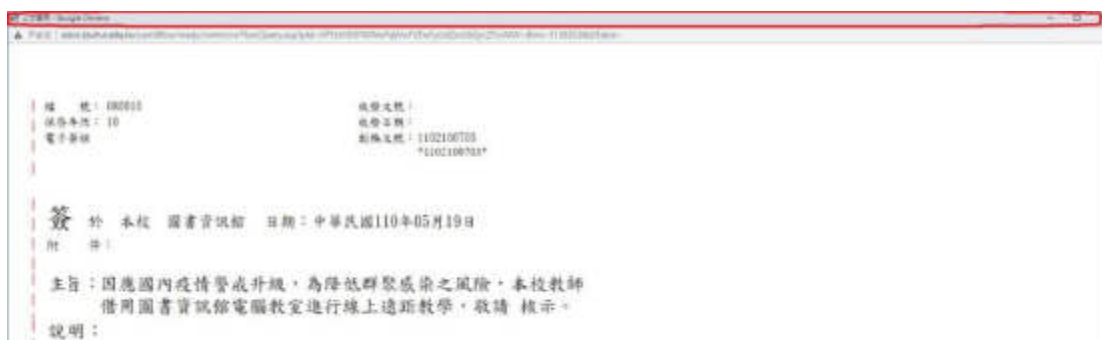 檔 號：080010
保存年限：10
電子簽核
收發文號：
收發日期：
創稿文號：1102100703
*1102100703*
簽 於 本校 圖書資訊館 日期：中華民國110年05月19日
附 件：
主旨：因應國內疫情警戒升級，為降低群聚感染之風險，本校教師
借用圖書資訊館電腦教室進行線上遠距教學，敬請 核示。
說明：